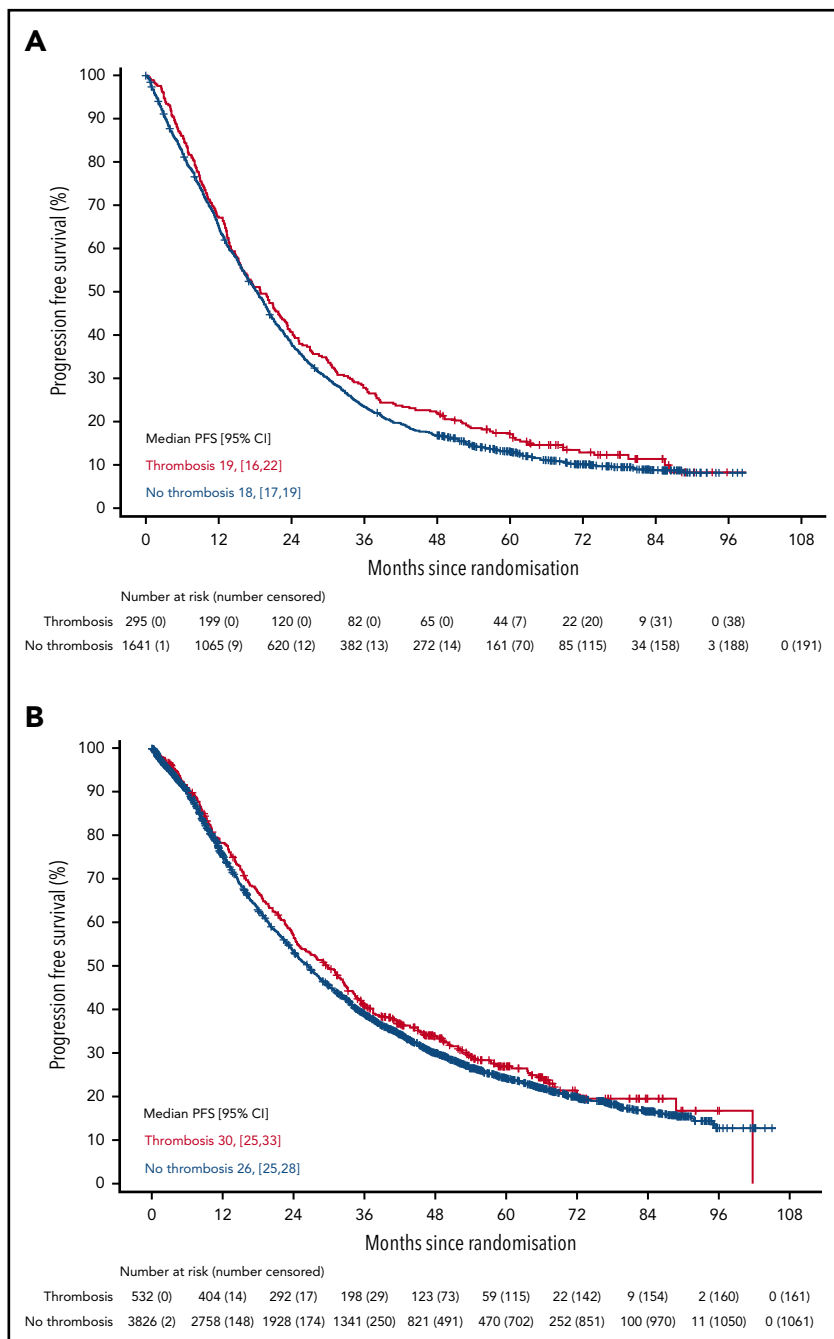 A
100
90
80
70
60
50
40
30
20
10
0
Progression free survival (%)
Median PFS [95% CI]
Thrombosis 19, [16,22]
No thrombosis 18, [17,19]
0 12 24 36 48 60 72 84 96 108
Months since randomisation
Number at risk (number censored)
Thrombosis 295 (0) 199 (0) 120 (0) 82 (0) 65 (0) 44 (7) 22 (20) 9 (31) 0 (38)
No thrombosis 1641 (1) 1065 (9) 620 (12) 382 (13) 272 (14) 161 (70) 85 (115) 34 (158) 3 (188) 0 (191)
B
100
90
80
70
60
50
40
30
20
10
0
Progression free survival (%)
Median PFS [95% CI]
Thrombosis 30, [25,33]
No thrombosis 26, [25,28]
0 12 24 36 48 60 72 84 96 108
Months since randomisation
Number at risk (number censored)
Thrombosis 532 (0) 404 (14) 292 (17) 198 (29) 123 (73) 59 (115) 22 (142) 9 (154) 2 (160) 0 (161)
No thrombosis 3826 (2) 2758 (148) 1928 (174) 1341 (250) 821 (491) 470 (702) 252 (851) 100 (970) 11 (1050) 0 (1061)